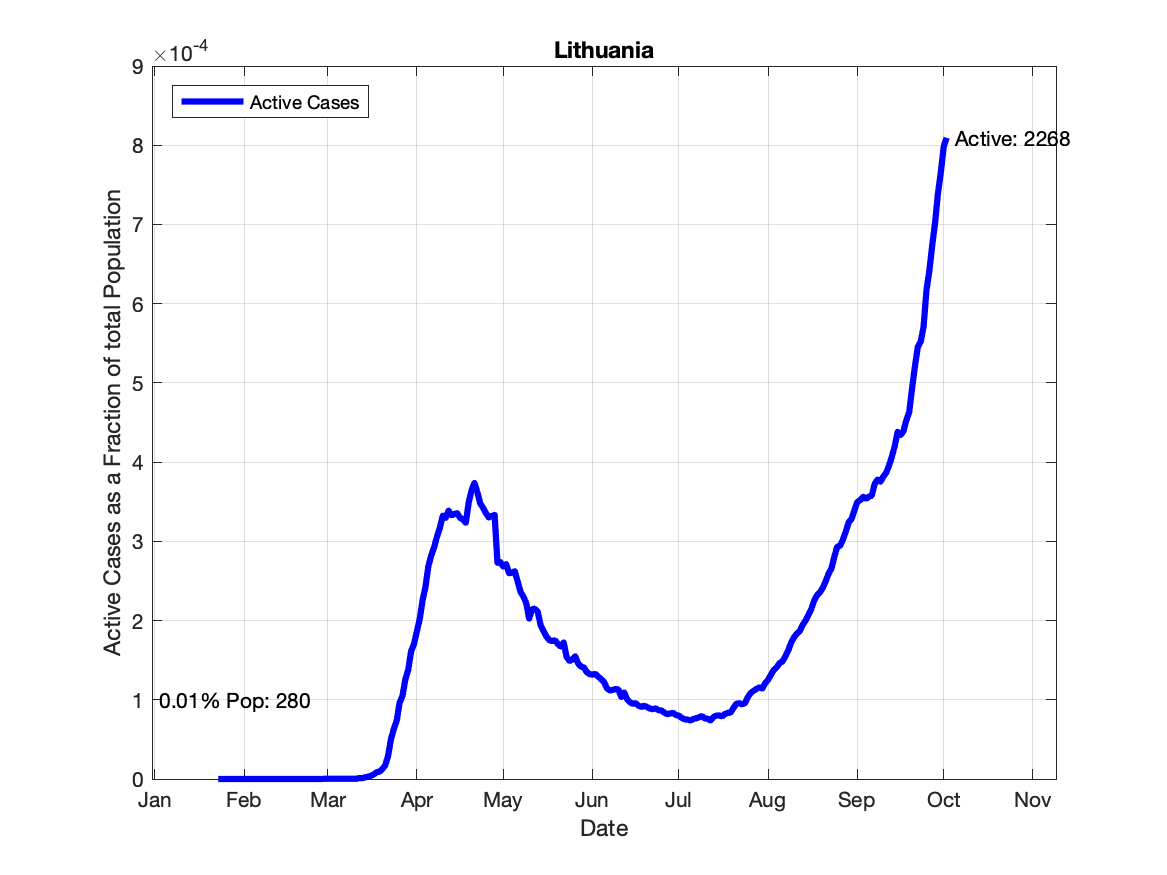 Lithuania
×10-4
Active Cases
Active: 2268
0.01% Pop: 280
Active Cases as a Fraction of total Population
9
8
7
6
5
4
3
2
1
0
Jan Feb Mar Apr May Jun Jul Aug Sep Oct Nov
Date